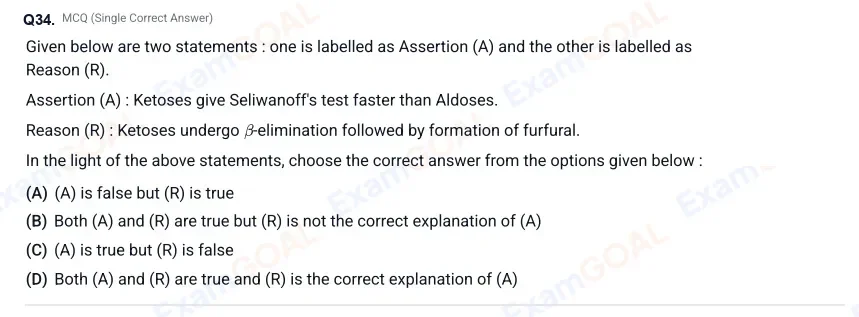 Q34. MCQ (Single Correct Answer)
Given below are two statements : one is labelled as Assertion (A) and the other is labelled as
Reason (R).
Assertion (A) : Ketoses give Seliwanoff's test faster than Aldoses.
Reason (R) : Ketoses undergo β-elimination followed by formation of furfural.
In the light of the above statements, choose the correct answer from the options given below :
(A) (A) is false but (R) is true
(B) Both (A) and (R) are true but (R) is not the correct explanation of (A)
(C) (A) is true but (R) is false
(D) Both (A) and (R) are true and (R) is the correct explanation of (A)
ExamGOAL